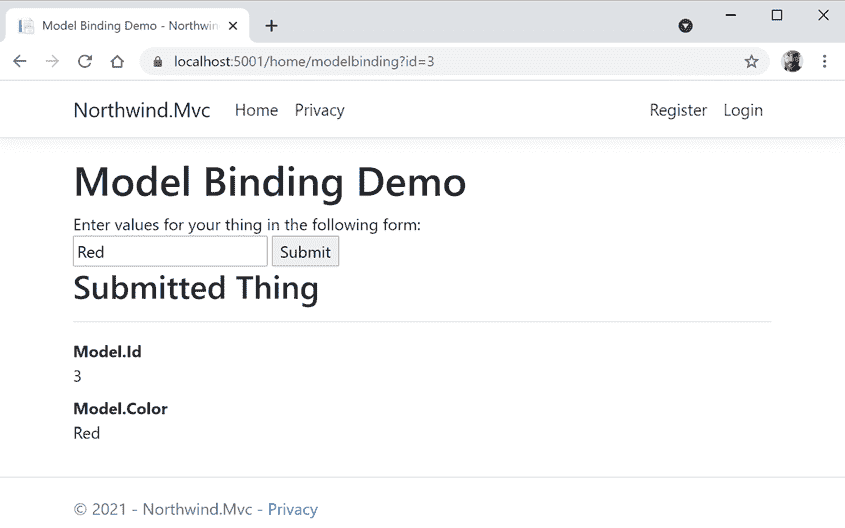 Model Binding Demo - Northwin
localhost:5001/home/modelbinding?id=3
Northwind.Mvc Home Privacy Register Login
Model Binding Demo
Enter values for your thing in the following form:
Red Submit
Submitted Thing
Model.Id
3
Model.Color
Red
© 2021 - Northwind.Mvc - Privacy